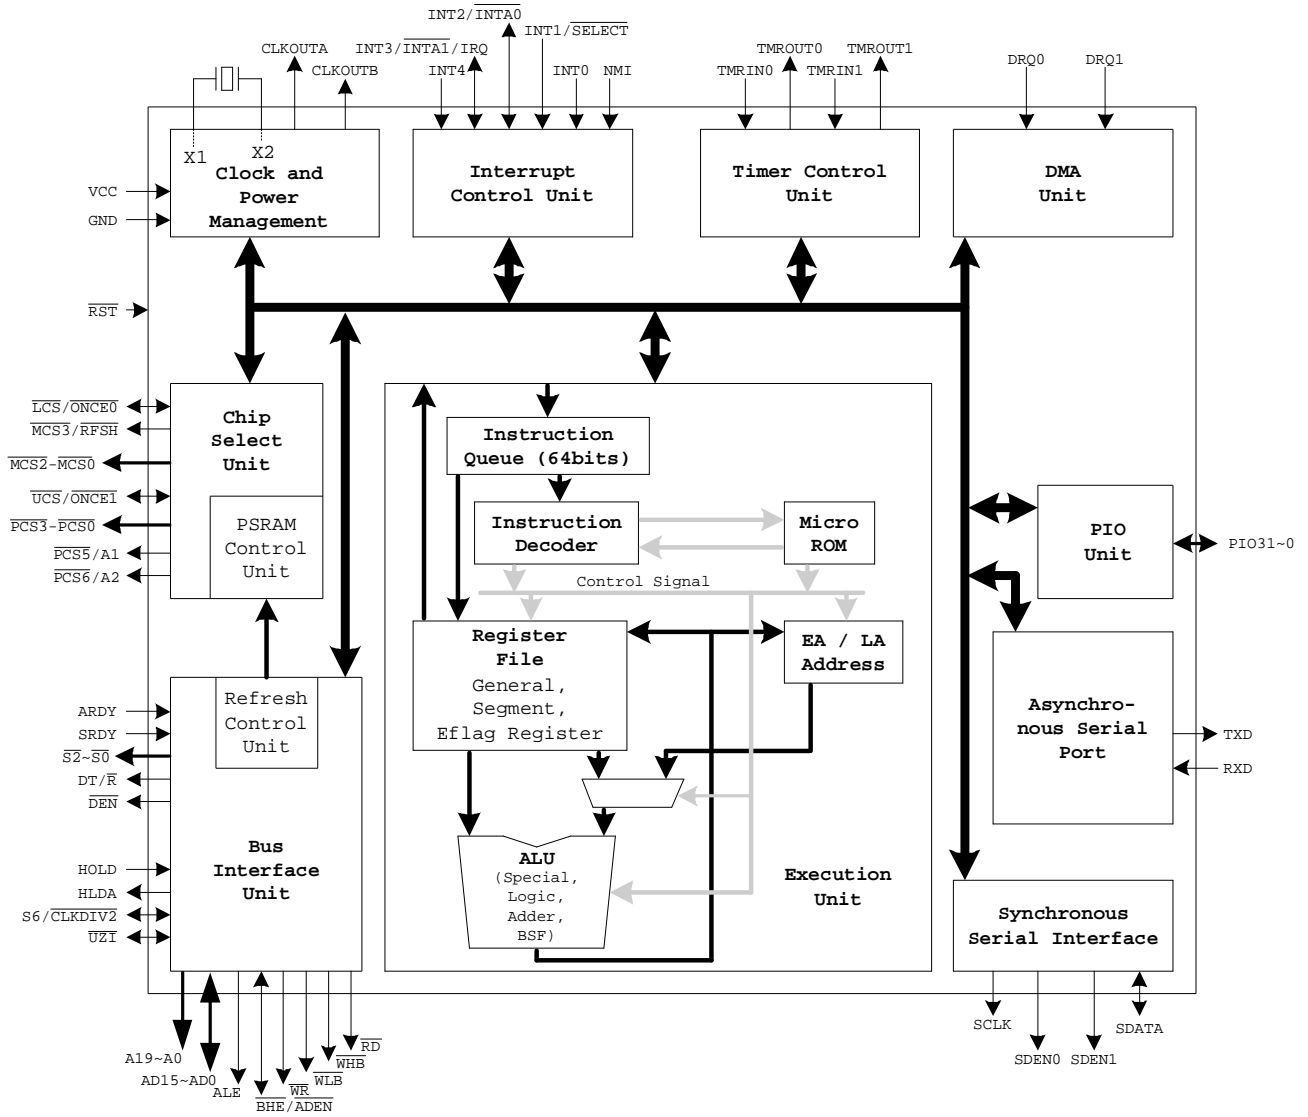 INT2/INTA0
INT1/SELECT
CLKOUTA
INT3/INTA1/IRQ
TMROUT0
TMROUT1
CLKOUTB
INT4
INT0
NMI
TMRIN0
TMRIN1
DRQ0
DRQ1
X1
X2
Clock and
Power
Management
Interrupt
Control Unit
Timer Control
Unit
DMA
Unit
VCC
GND
RST
LCS/ONCE0
MCS3/RFSH
MCS2-MCS0
UCS/ONCE1
PCS3-PCS0
PCS5/A1
PCS6/A2
Chip
Select
Unit
PSRAM
Control
Unit
Instruction
Queue (64bits)
Instruction
Decoder
Micro
ROM
Control Signal
Register
File
General,
Segment,
Eflag Register
EA / LA
Address
PIO
Unit
PIO31~0
Asynchro-
nous Serial
Port
TXD
RXD
ARDY
SRDY
S2~S0
DT/R
DEN
HOLD
HLDA
S6/CLKDIV2
UZI
Refresh
Control
Unit
Bus
Interface
Unit
ALU
(Special,
Logic,
Adder,
BSF)
Execution
Unit
Synchronous
Serial Interface
A19~A0
AD15~AD0
ALE
BHE/ADEN
WR
WLB
WHB
RD
SCLK
SDEN0
SDEN1
SDATA